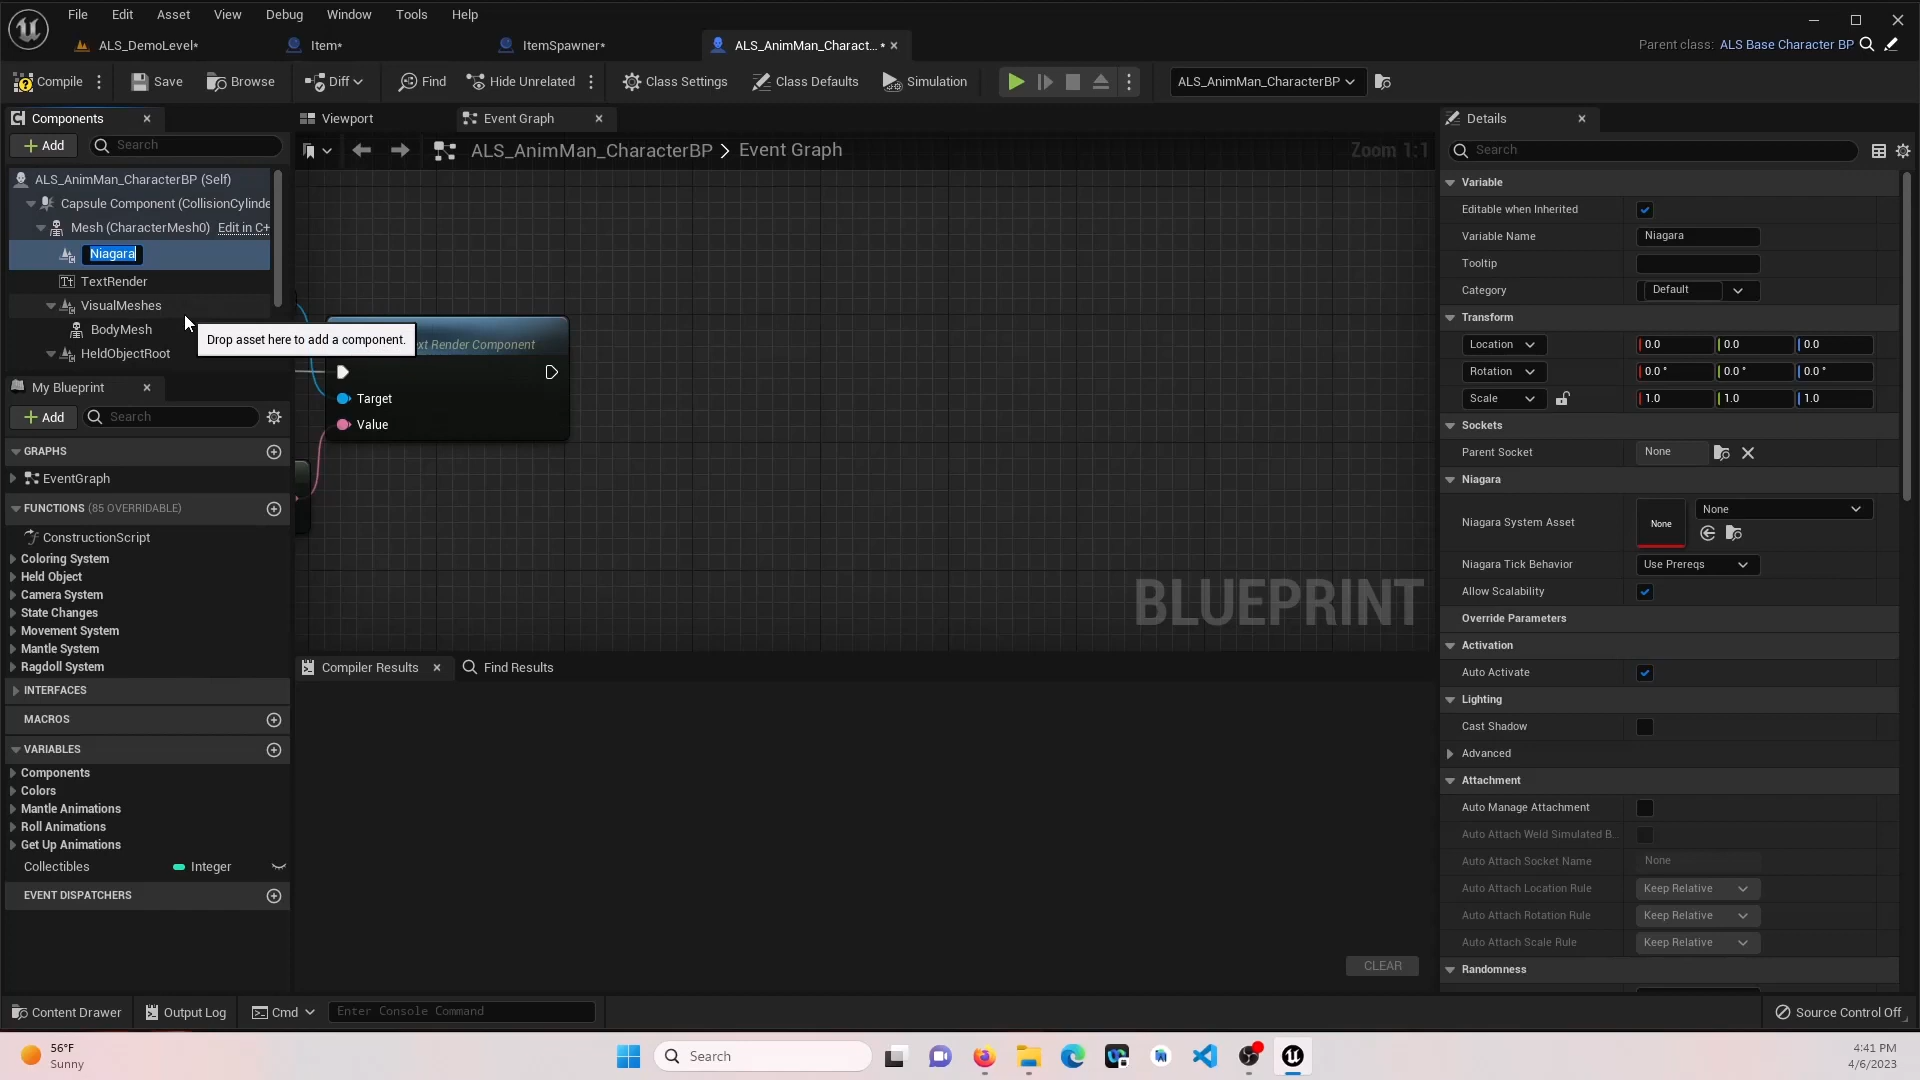 File Edit Asset View Debug Window Tools Help
ALS_DemoLevel* Item* ItemSpawner* ALS_AnimMan_Charact...* Parent class: ALS Base Character BP
Compile Save Browse Diff Find Hide Unrelated Class Settings Class Defaults Simulation ALS_AnimMan_CharacterBP
Components Viewport Event Graph Details
Add Search ALS_AnimMan_CharacterBP > Event Graph Zoom 1:1 Search
ALS_AnimMan_CharacterBP (Self)
Capsule Component (CollisionCylinde
Mesh (CharacterMesh0) Edit in C+
Niagara
TextRender
VisualMeshes
BodyMesh
HeldObjectRoot
Drop asset here to add a component.
ext Render Component
Target
Value
BLUEPRINT
My Blueprint
Add Search
GRAPHS
EventGraph
FUNCTIONS (85 OVERRIDABLE)
ConstructionScript
Coloring System
Held Object
Camera System
State Changes
Movement System
Mantle System
Ragdoll System
INTERFACES
MACROS
VARIABLES
Components
Colors
Mantle Animations
Roll Animations
Get Up Animations
Collectibles Integer
EVENT DISPATCHERS
Compiler Results Find Results
CLEAR
Variable
Editable when Inherited
Variable Name Niagara
Tooltip
Category Default
Transform
Location 0.0 0.0 0.0
Rotation 0.0 ° 0.0 ° 0.0 °
Scale 1.0 1.0 1.0
Sockets
Parent Socket None
Niagara
Niagara System Asset None None
Niagara Tick Behavior Use Prereqs
Allow Scalability
Override Parameters
Activation
Auto Activate
Lighting
Cast Shadow
Advanced
Attachment
Auto Manage Attachment
Auto Attach Weld Simulated B...
Auto Attach Socket Name None
Auto Attach Location Rule Keep Relative
Auto Attach Rotation Rule Keep Relative
Auto Attach Scale Rule Keep Relative
Randomness
Content Drawer Output Log Cmd Enter Console Command Source Control Off
56°F
Sunny
Search
4:41 PM
4/6/2023